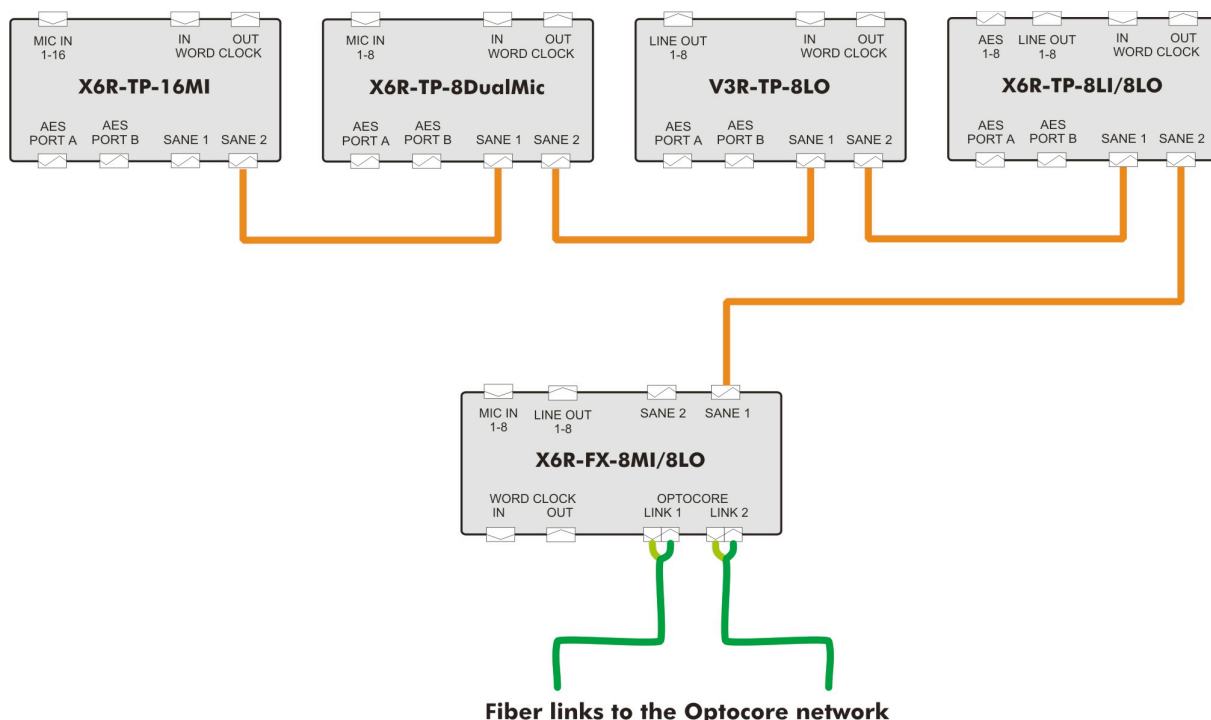 MIC IN
1-16
IN
OUT
WORD CLOCK
X6R-TP-16MI
AES
PORT A
AES
PORT B
SANE 1
SANE 2
MIC IN
1-8
IN
OUT
WORD CLOCK
X6R-TP-8DualMic
AES
PORT A
AES
PORT B
SANE 1
SANE 2
LINE OUT
1-8
IN
OUT
WORD CLOCK
V3R-TP-8LO
AES
PORT A
AES
PORT B
SANE 1
SANE 2
AES
1-8
LINE OUT
1-8
IN
OUT
WORD CLOCK
X6R-TP-8LI/8LO
AES
PORT A
AES
PORT B
SANE 1
SANE 2
MIC IN
1-8
LINE OUT
1-8
SANE 2
SANE 1
X6R-FX-8MI/8LO
WORD CLOCK
IN
OUT
OPTOCORE
LINK 1
LINK 2
Fiber links to the Optocore network